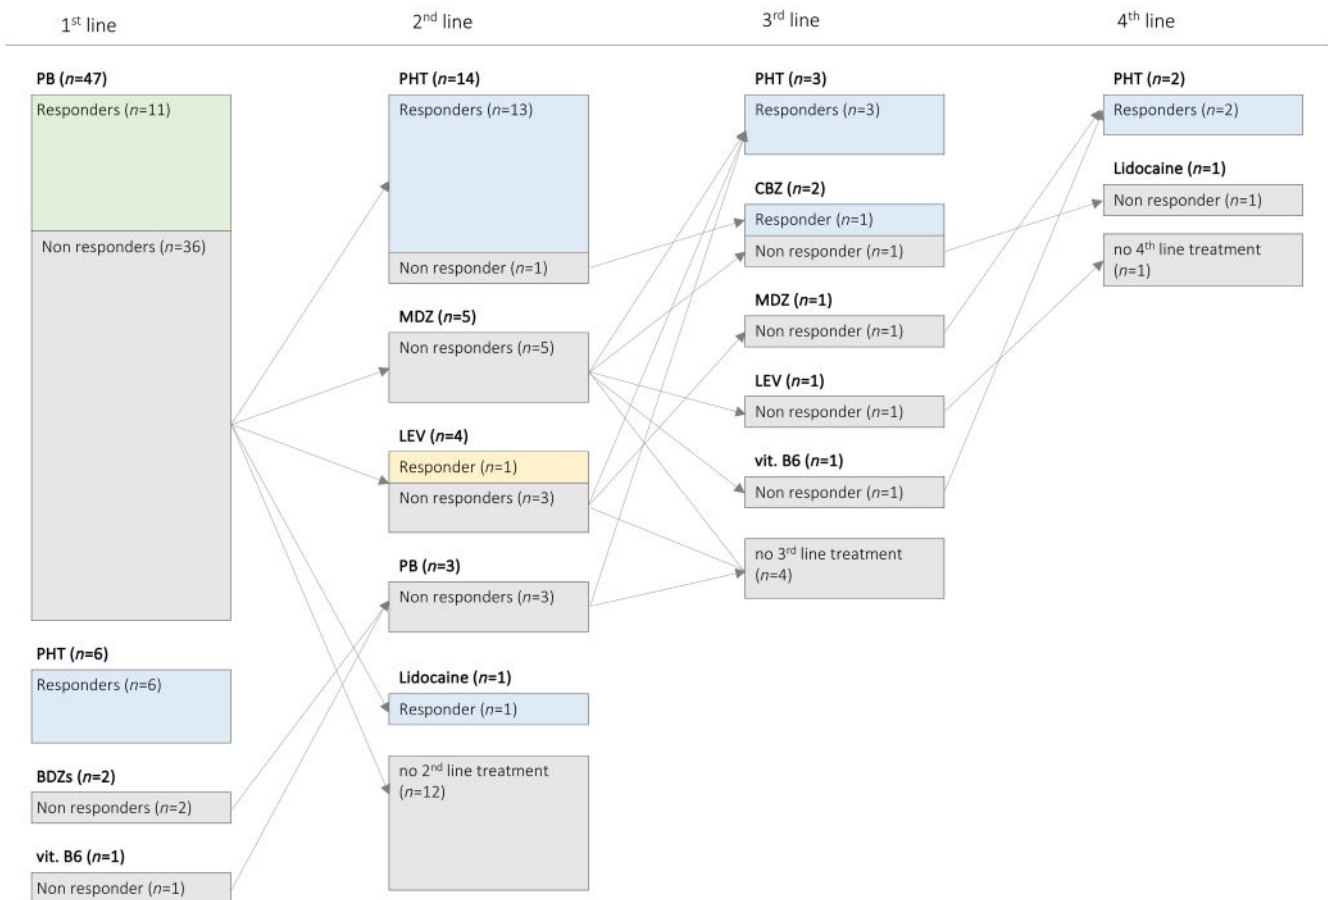 1st line
2nd line
3rd line
4th line
PB (n=47)
Responders (n=11)
Non responders (n=36)
PHT (n=6)
Responders (n=6)
BDZs (n=2)
Non responders (n=2)
vit. B6 (n=1)
Non responder (n=1)
PHT (n=14)
Responders (n=13)
Non responder (n=1)
MDZ (n=5)
Non responders (n=5)
LEV (n=4)
Responder (n=1)
Non responders (n=3)
PB (n=3)
Non responders (n=3)
Lidocaine (n=1)
Responder (n=1)
no 2nd line treatment
(n=12)
PHT (n=3)
Responders (n=3)
CBZ (n=2)
Responder (n=1)
Non responder (n=1)
MDZ (n=1)
Non responder (n=1)
LEV (n=1)
Non responder (n=1)
vit. B6 (n=1)
Non responder (n=1)
no 3rd line treatment
(n=4)
PHT (n=2)
Responders (n=2)
Lidocaine (n=1)
Non responder (n=1)
no 4th line treatment
(n=1)